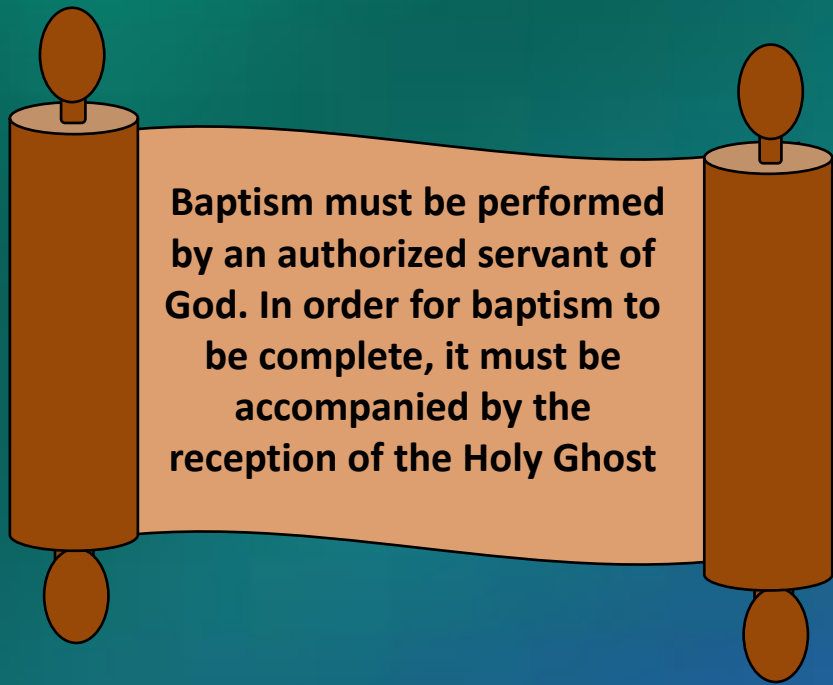 Baptism must be performed
by an authorized servant of
God. In order for baptism to
be complete, it must be
accompanied by the
reception of the Holy Ghost